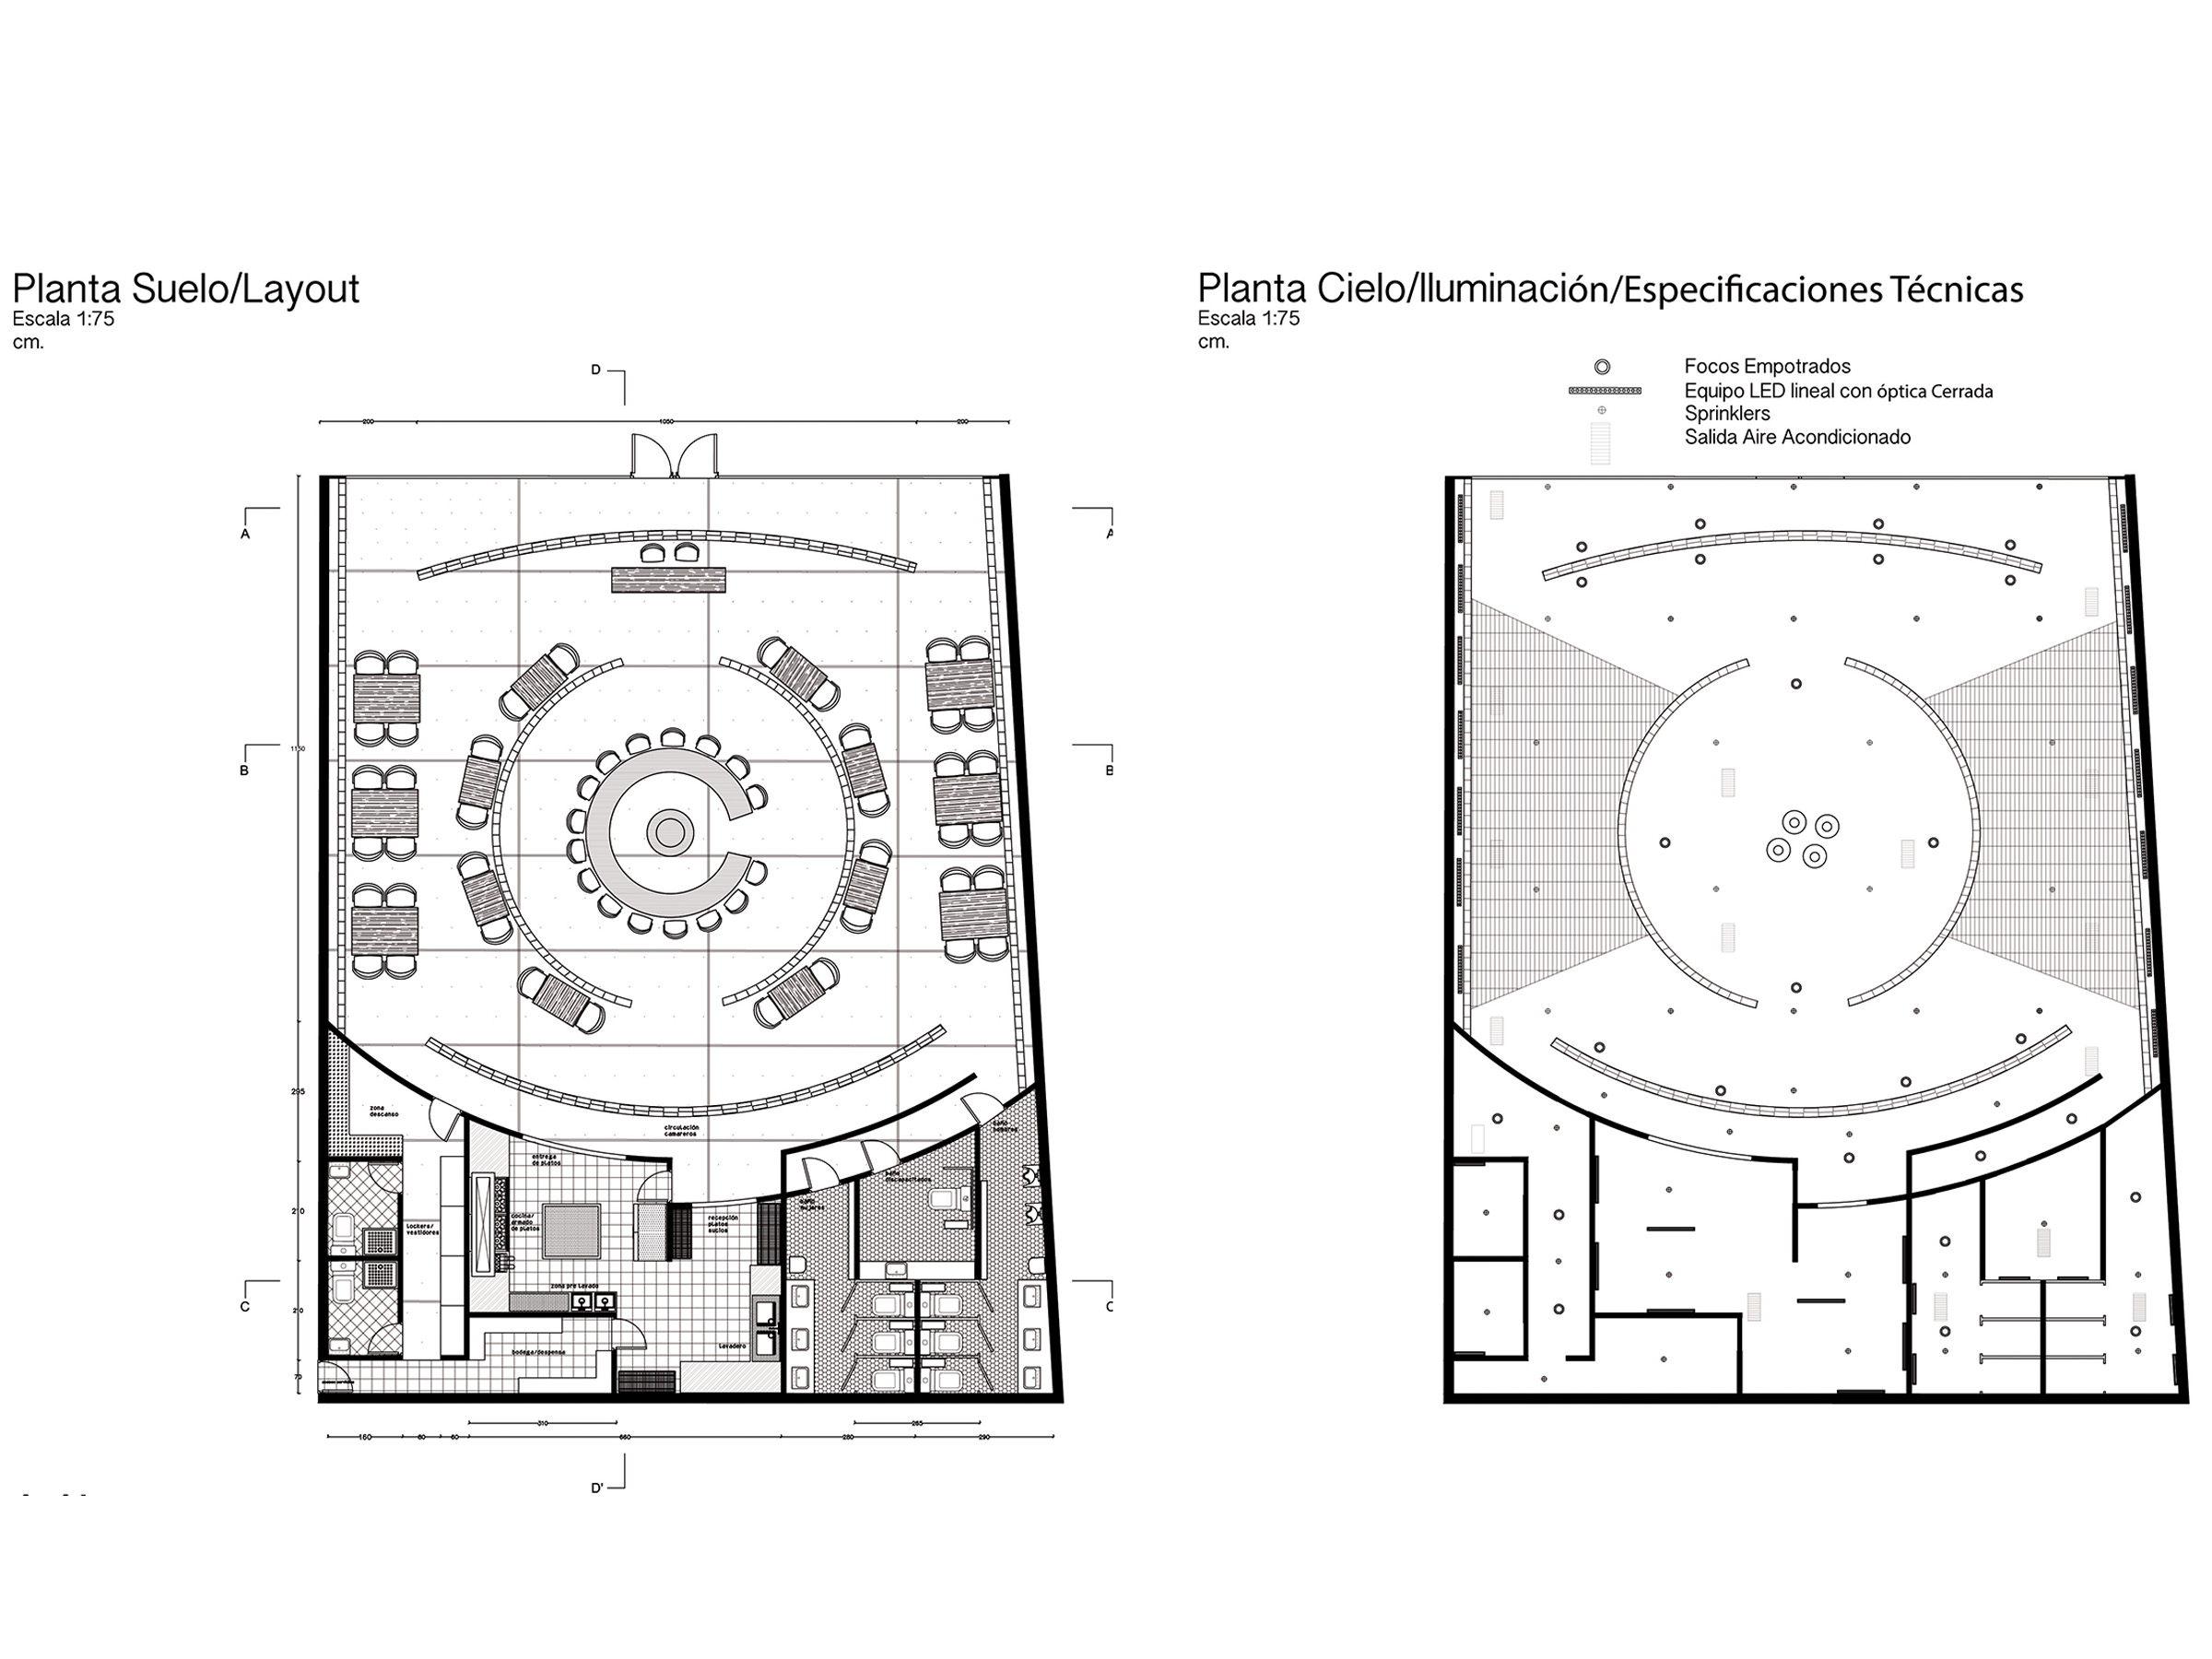 Planta Suelo/Layout
Escala 1:75
cm.
D
200
1050
200
A
A
B
B
C
C
1150
295
210
210
70
zona
descanso
circulación
camareros
baño
hombres
entrega
de platos
baño
discapacitados
baño
mujeres
lockers/
vestidores
cocina/
armado
de platos
recepción
platos
sucios
zona pre lavado
bodega/despensa
lavadero
310
265
160
80
60
660
280
290
D'
Planta Cielo/Iluminación/Especificaciones Técnicas
Escala 1:75
cm.
Focos Empotrados
Equipo LED lineal con óptica Cerrada
Sprinklers
Salida Aire Acondicionado